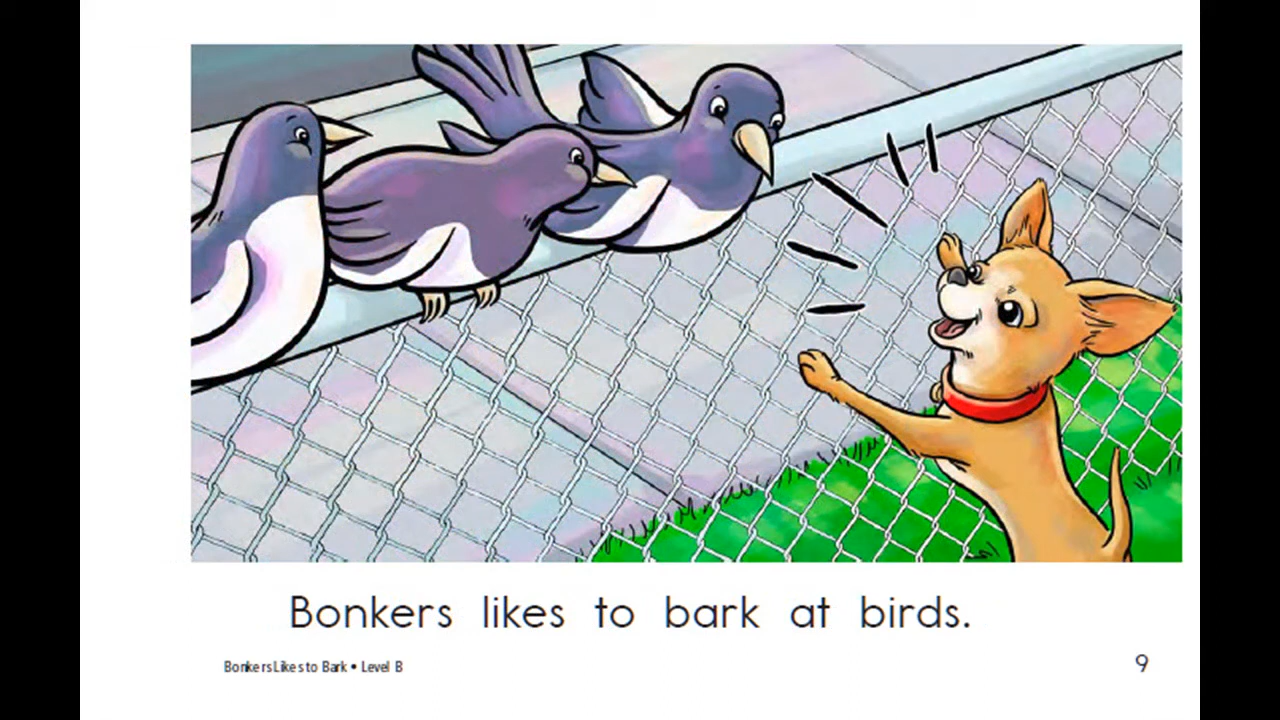 Bonkers likes to bark at birds.
Bonkers Likes to Bark • Level B
9